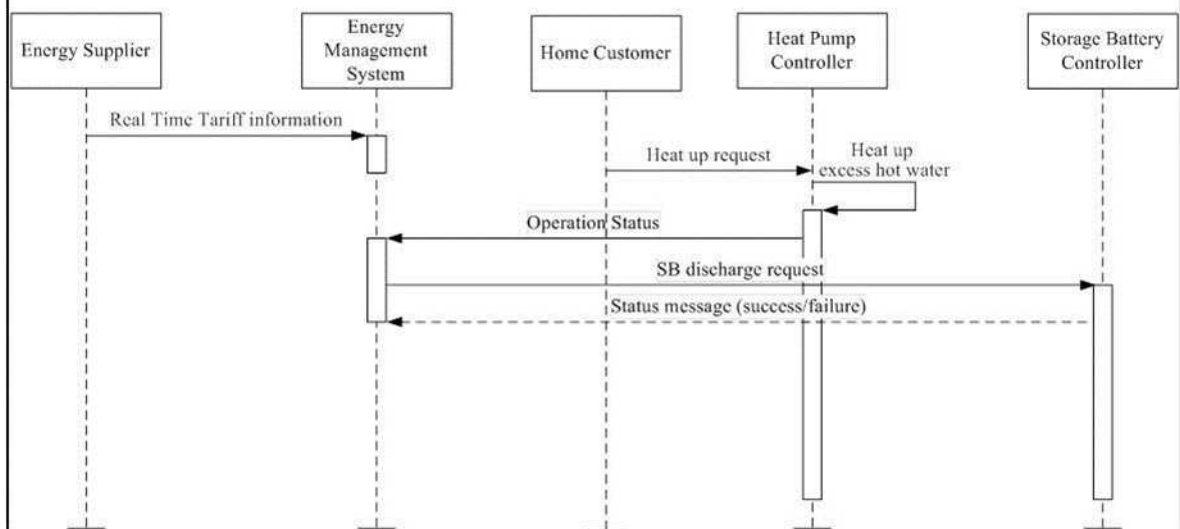 Energy Supplier
Energy
Management
System
Home Customer
Heat Pump
Controller
Storage Battery
Controller
Real Time Tariff information
Heat up request
Heat up
excess hot water
Operation Status
SB discharge request
Status message (success/failure)